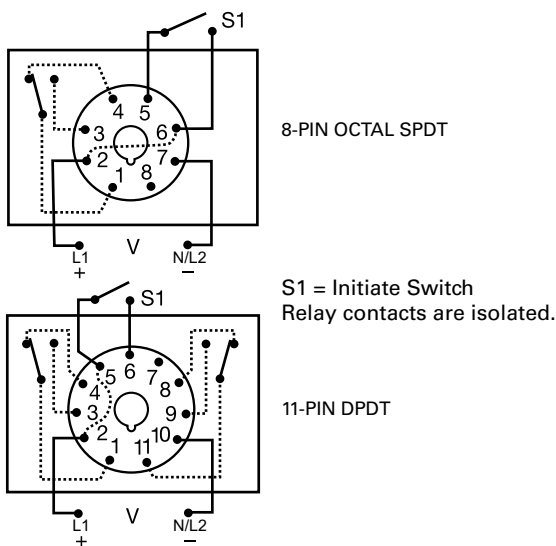 S1
4 5
3 6
2 7
1 8
8-PIN OCTAL SPDT
L1 V N/L2
+ –
S1
S1 = Initiate Switch
Relay contacts are isolated.
5 6 7
4 8
3 9
2 10
1 11
11-PIN DPDT
L1 V N/L2
+ –